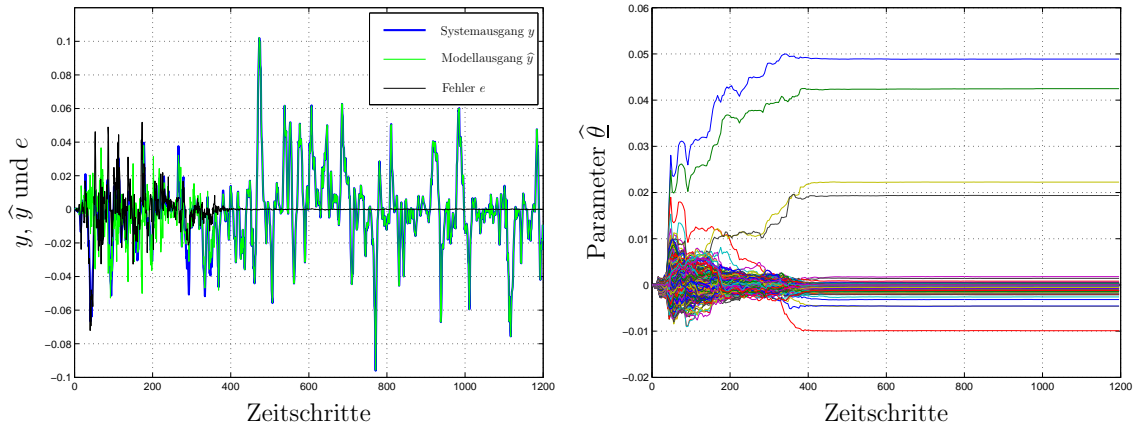 y, ŷ und e
0.1
0.08
0.06
0.04
0.02
0
−0.02
−0.04
−0.06
−0.08
−0.1
0 200 400 600 800 1000 1200
Zeitschritte
Systemausgang y
Modellausgang ŷ
Fehler e
Parameter θ̲̂
0.06
0.05
0.04
0.03
0.02
0.01
0
−0.01
−0.02
0 200 400 600 800 1000 1200
Zeitschritte